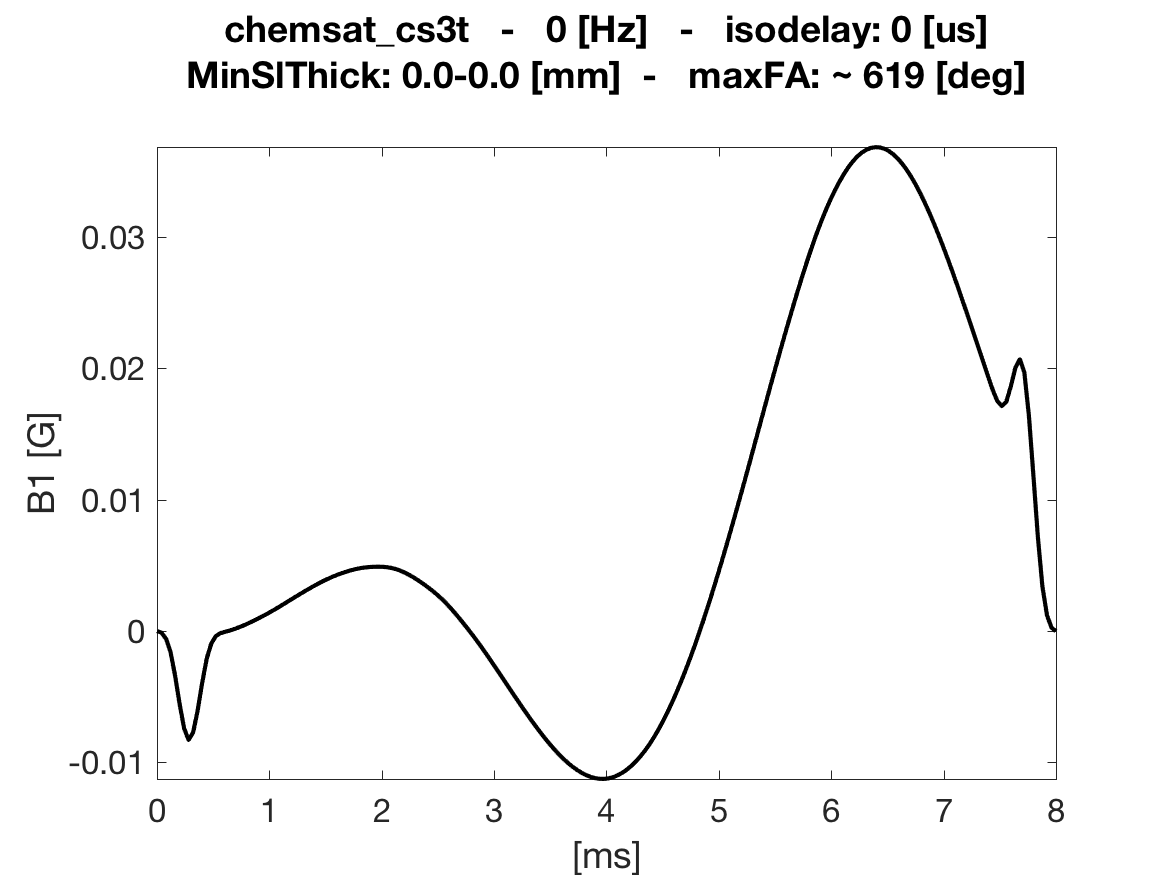 chemsat_cs3t - 0 [Hz] - isodelay: 0 [us]
MinSlThick: 0.0-0.0 [mm] - maxFA: ~ 619 [deg]
0.03
0.02
0.01
0
-0.01
B1 [G]
0 1 2 3 4 5 6 7 8
[ms]